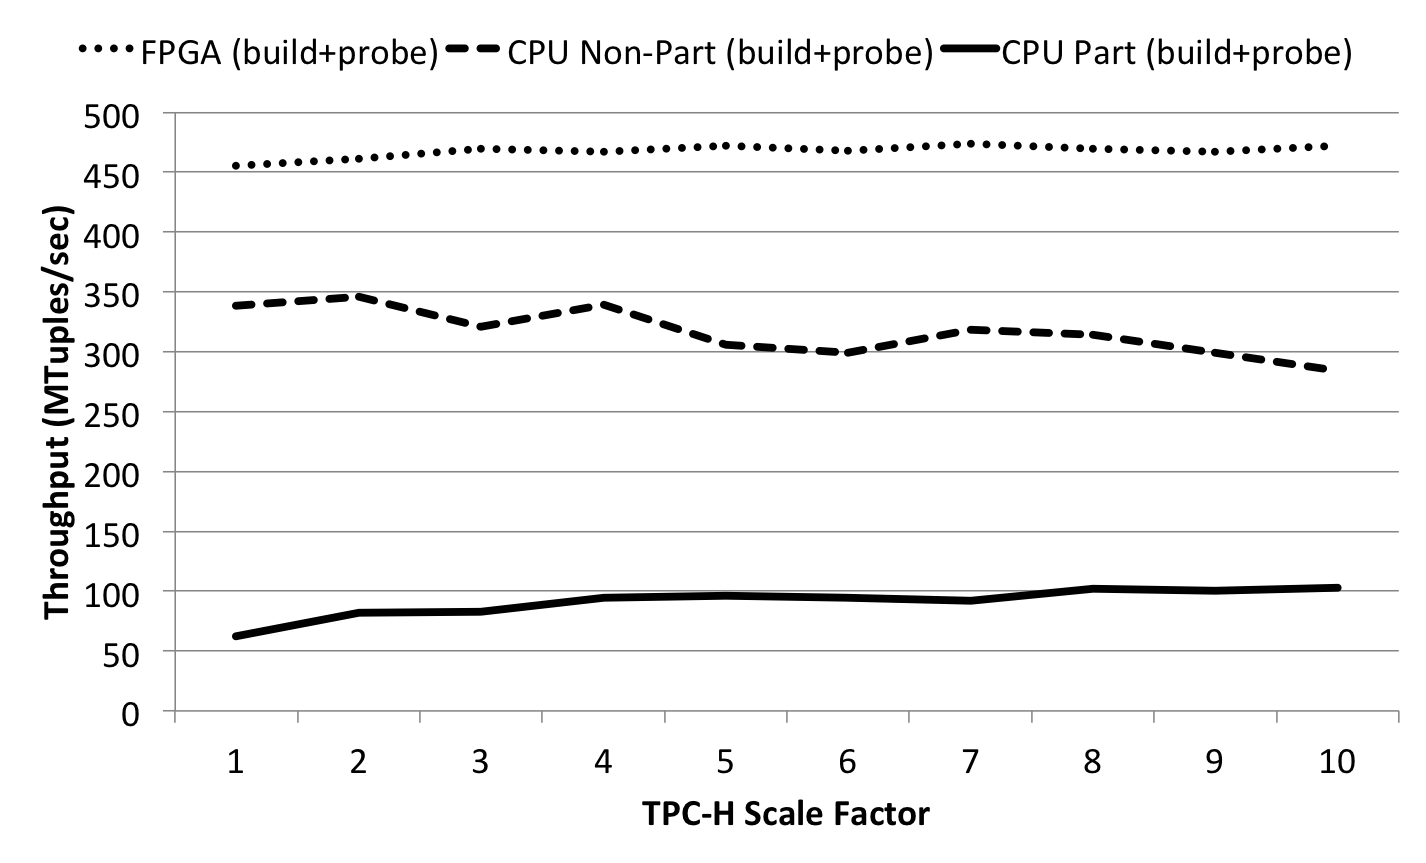 FPGA (build+probe) CPU Non-Part (build+probe) CPU Part (build+probe)
500
450
400
350
300
250
200
150
100
50
0
Throughput (MTuples/sec)
1 2 3 4 5 6 7 8 9 10
TPC-H Scale Factor